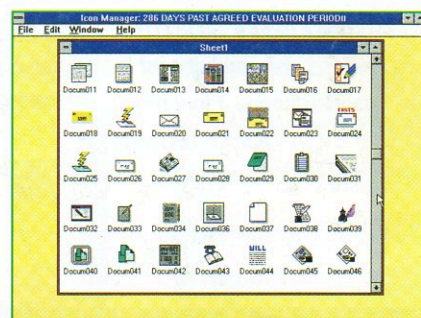 Icon Manager: 286 DAYS PAST AGREED EVALUATION PERIOD!!
File Edit Window Help
Sheet1
Docum011 Docum012 Docum013 Docum014 Docum015 Docum016 Docum017
Docum018 Docum019 Docum020 Docum021 Docum022 Docum023 Docum024
FAXES
Docum025 Docum026 Docum027 Docum028 Docum029 Docum030 Docum031
Docum032 Docum033 Docum034 Docum036 Docum037 Docum038 Docum039
WILL
Docum040 Docum041 Docum042 Docum043 Docum044 Docum045 Docum046